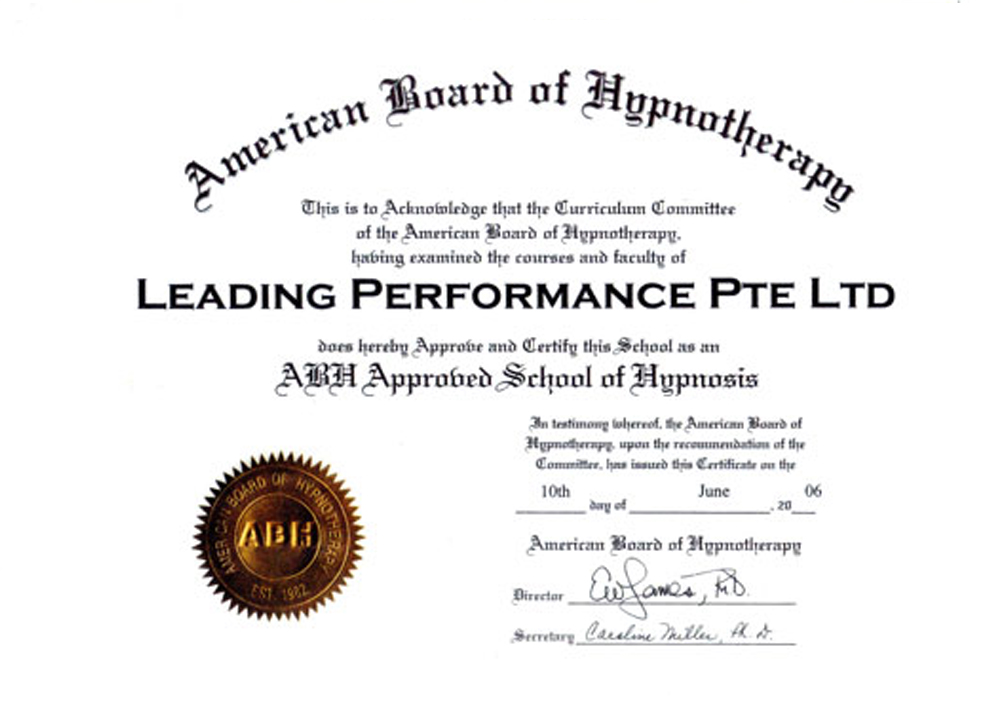 American Board of Hypnotherapy
This is to Acknowledge that the Curriculum Committee
of the American Board of Hypnotherapy,
having examined the courses and faculty of
LEADING PERFORMANCE PTE LTD
does hereby Approve and Certify this School as an
ABH Approved School of Hypnosis
In testimony whereof, the American Board of
Hypnotherapy, upon the recommendation of the
Committee, has issued this Certificate on the
10th day of June , 20 06
American Board of Hypnotherapy
Director
Secretary Caroline Miller, Ph. D.
AMERICAN BOARD OF HYPNOTHERAPY
ABH
EST. 1982